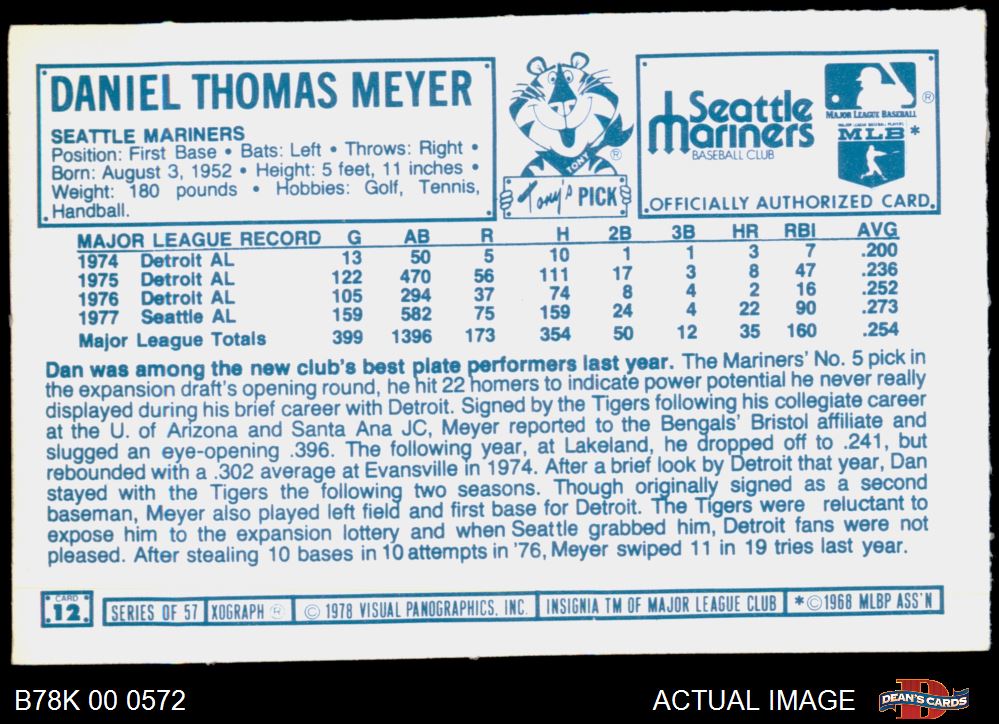 DANIEL THOMAS MEYER
SEATTLE MARINERS
Position: First Base • Bats: Left • Throws: Right •
Born: August 3, 1952 • Height: 5 feet, 11 inches •
Weight: 180 pounds • Hobbies: Golf, Tennis,
Handball.
TONY
®
Tony's PICK
Seattle
Mariners
BASEBALL CLUB
®
MAJOR LEAGUE BASEBALL
MAJOR LEAGUE BASEBALL PLAYERS
MLB*
OFFICIALLY AUTHORIZED CARD.
MAJOR LEAGUE RECORD G AB R H 2B 3B HR RBI AVG
1974 Detroit AL 13 50 5 10 1 1 3 7 .200
1975 Detroit AL 122 470 56 111 17 3 8 47 .236
1976 Detroit AL 105 294 37 74 8 4 2 16 .252
1977 Seattle AL 159 582 75 159 24 4 22 90 .273
Major League Totals 399 1396 173 354 50 12 35 160 .254
Dan was among the new club's best plate performers last year. The Mariners' No. 5 pick in
the expansion draft's opening round, he hit 22 homers to indicate power potential he never really
displayed during his brief career with Detroit. Signed by the Tigers following his collegiate career
at the U. of Arizona and Santa Ana JC, Meyer reported to the Bengals' Bristol affiliate and
slugged an eye-opening .396. The following year, at Lakeland, he dropped off to .241, but
rebounded with a .302 average at Evansville in 1974. After a brief look by Detroit that year, Dan
stayed with the Tigers the following two seasons. Though originally signed as a second
baseman, Meyer also played left field and first base for Detroit. The Tigers were reluctant to
expose him to the expansion lottery and when Seattle grabbed him, Detroit fans were not
pleased. After stealing 10 bases in 10 attempts in '76, Meyer swiped 11 in 19 tries last year.
CARD
12
SERIES OF 57 XOGRAPH ® © 1978 VISUAL PANOGRAPHICS, INC. INSIGNIA TM OF MAJOR LEAGUE CLUB *©1968 MLBP ASS'N
B78K 00 0572
ACTUAL IMAGE
DEAN'S CARDS